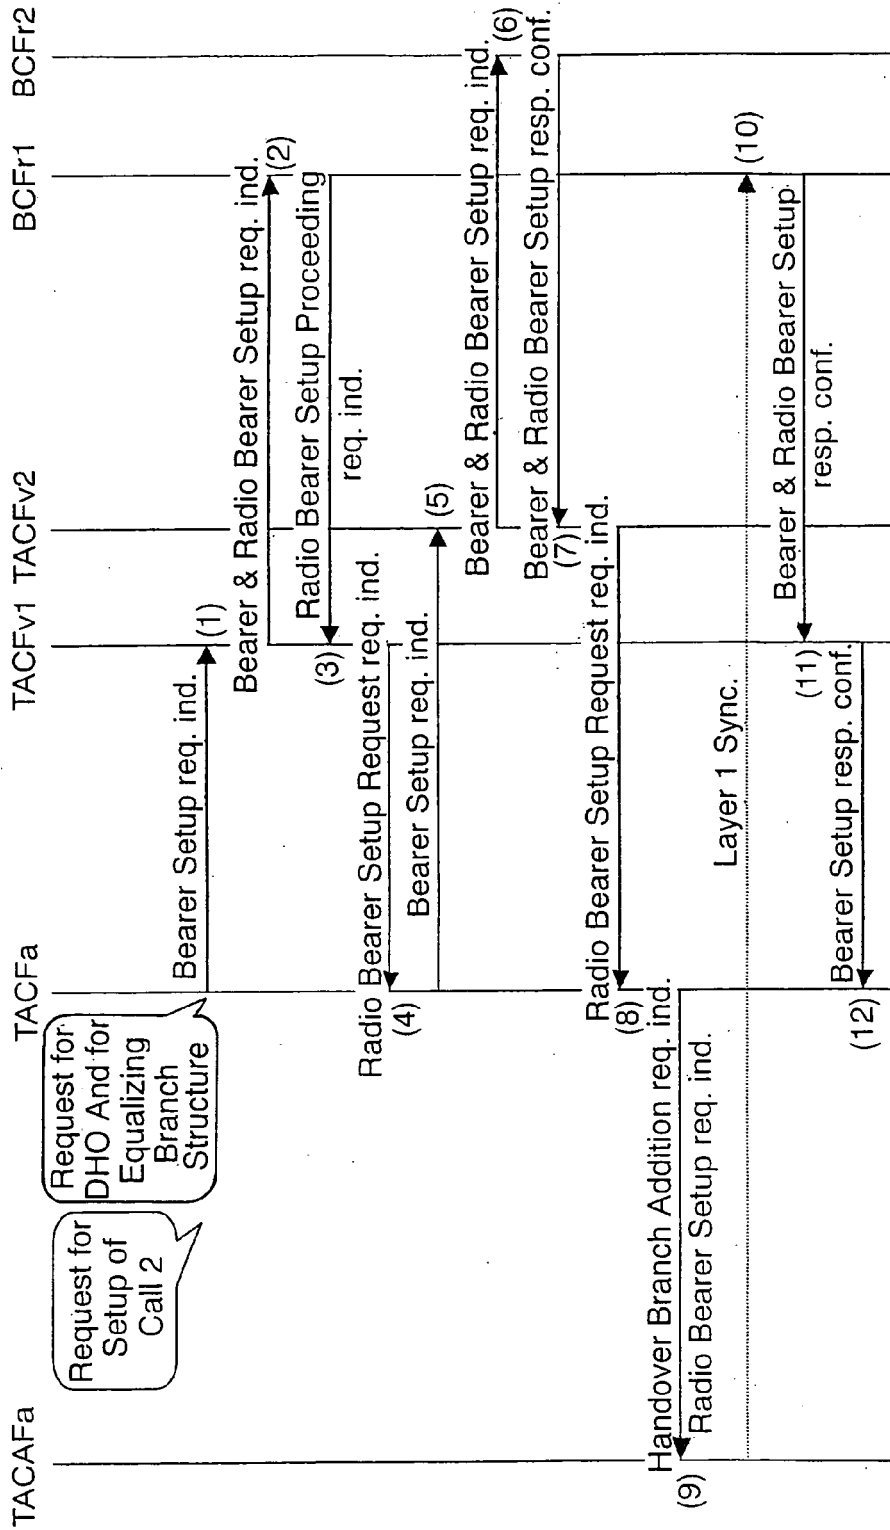 TACAFa
TACFa
TACFv1
TACFv2
BCFr1
BCFr2
Request for
Setup of
Call 2
Request for
DHO And for
Equalizing
Branch
Structure
Bearer Setup req. ind.
(1)
Bearer & Radio Bearer Setup req. ind.
(2)
Radio Bearer Setup Proceeding
req. ind.
(3)
Radio Bearer Setup Request req. ind.
(4)
Bearer Setup req. ind.
(5)
Bearer & Radio Bearer Setup req. ind.
(6)
Bearer & Radio Bearer Setup resp. conf.
(7)
Radio Bearer Setup Request req. ind.
(8)
Handover Branch Addition req. ind.
Radio Bearer Setup req. ind.
(9)
Layer 1 Sync.
(10)
Bearer & Radio Bearer Setup
resp. conf.
(11)
Bearer Setup resp. conf.
(12)